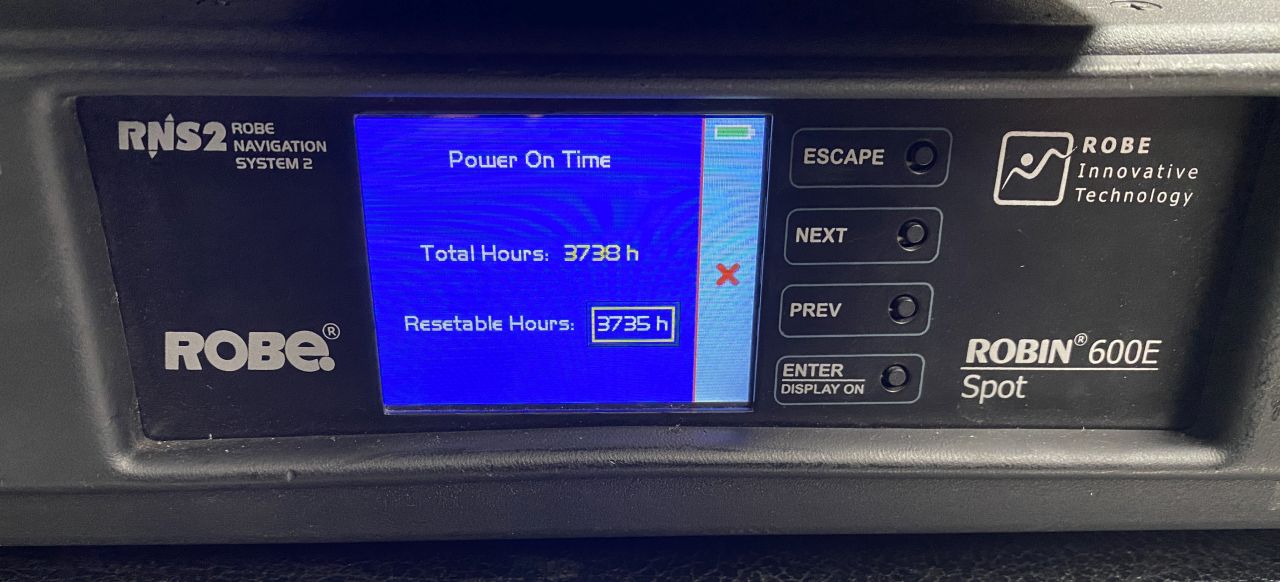 RNS2 ROBE
NAVIGATION
SYSTEM 2
ROBE®
Power On Time
Total Hours: 3738 h
Resetable Hours: 3735 h
ESCAPE
NEXT
PREV
ENTER
DISPLAY ON
ROBE
Innovative
Technology
ROBIN® 600E
Spot